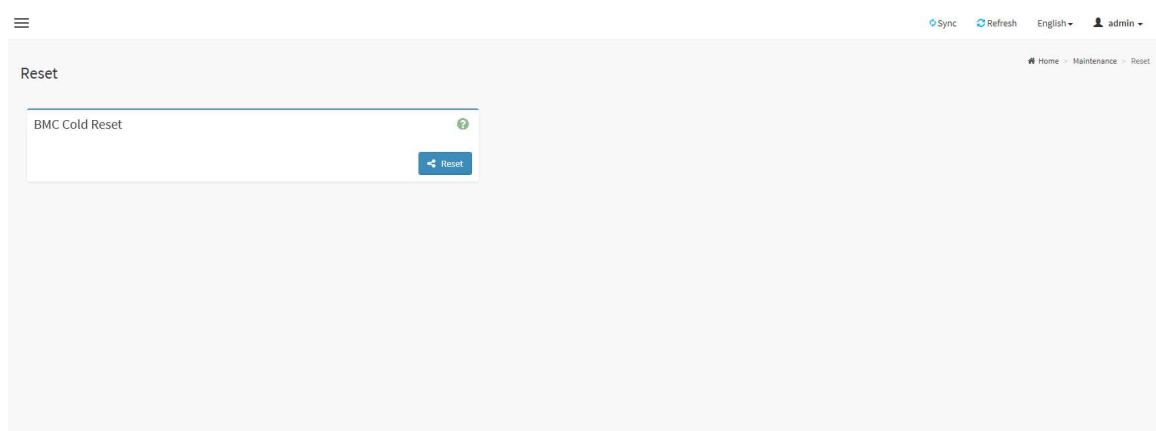 Sync Refresh English admin
Home > Maintenance > Reset
Reset
BMC Cold Reset
Reset